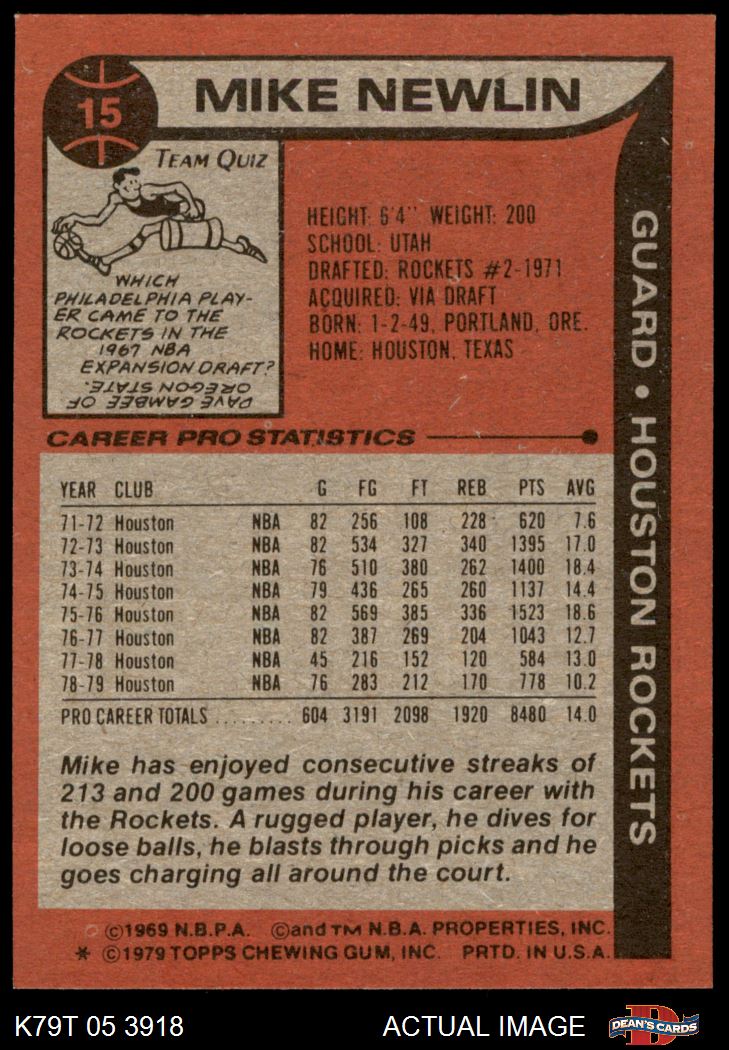 15
MIKE NEWLIN
TEAM QUIZ
WHICH
PHILADELPHIA PLAY-
ER CAME TO THE
ROCKETS IN THE
1967 NBA
EXPANSION DRAFT?
DAVE GAMBEE OF
OREGON STATE.
HEIGHT: 6'4" WEIGHT: 200
SCHOOL: UTAH
DRAFTED: ROCKETS #2-1971
ACQUIRED: VIA DRAFT
BORN: 1-2-49, PORTLAND, ORE.
HOME: HOUSTON, TEXAS
GUARD • HOUSTON ROCKETS
CAREER PRO STATISTICS
YEAR CLUB G FG FT REB PTS AVG
71-72 Houston NBA 82 256 108 228 620 7.6
72-73 Houston NBA 82 534 327 340 1395 17.0
73-74 Houston NBA 76 510 380 262 1400 18.4
74-75 Houston NBA 79 436 265 260 1137 14.4
75-76 Houston NBA 82 569 385 336 1523 18.6
76-77 Houston NBA 82 387 269 204 1043 12.7
77-78 Houston NBA 45 216 152 120 584 13.0
78-79 Houston NBA 76 283 212 170 778 10.2
PRO CAREER TOTALS ......... 604 3191 2098 1920 8480 14.0
Mike has enjoyed consecutive streaks of
213 and 200 games during his career with
the Rockets. A rugged player, he dives for
loose balls, he blasts through picks and he
goes charging all around the court.
©1969 N.B.P.A. ©and TM N.B.A. PROPERTIES, INC.
* ©1979 TOPPS CHEWING GUM, INC. PRTD. IN U.S.A.
K79T 05 3918
ACTUAL IMAGE
D
DEAN'S CARDS